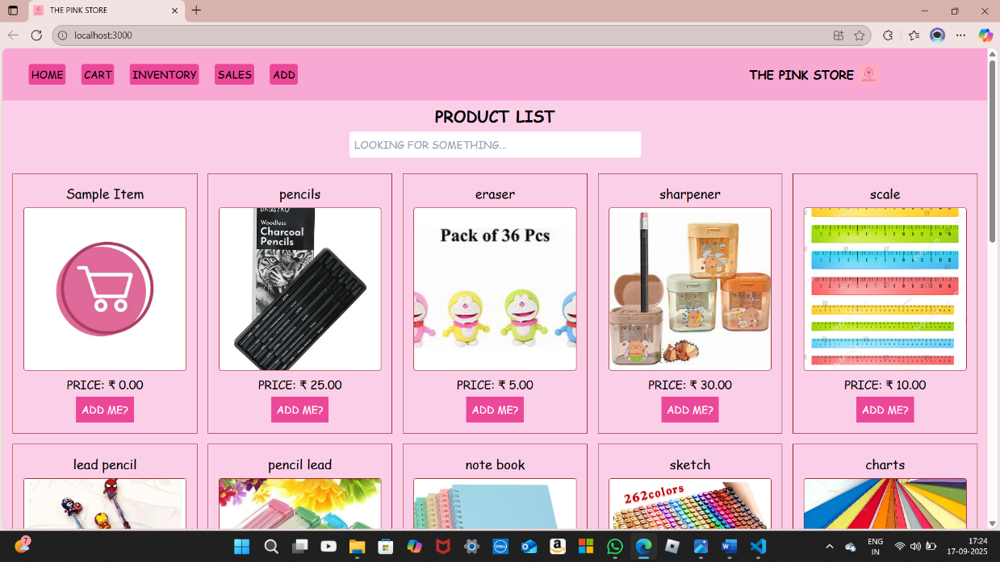 THE PINK STORE
localhost:3000
HOME CART INVENTORY SALES ADD THE PINK STORE
PRODUCT LIST
LOOKING FOR SOMETHING...
Sample Item pencils eraser sharpener scale
Woodless
Charcoal
Pencils
Pack of 36 Pcs
PRICE: ₹ 0.00 PRICE: ₹ 25.00 PRICE: ₹ 5.00 PRICE: ₹ 30.00 PRICE: ₹ 10.00
ADD ME? ADD ME? ADD ME? ADD ME? ADD ME?
lead pencil pencil lead note book sketch charts
262colors
7
DELL
ENG
IN
17:24
17-09-2025